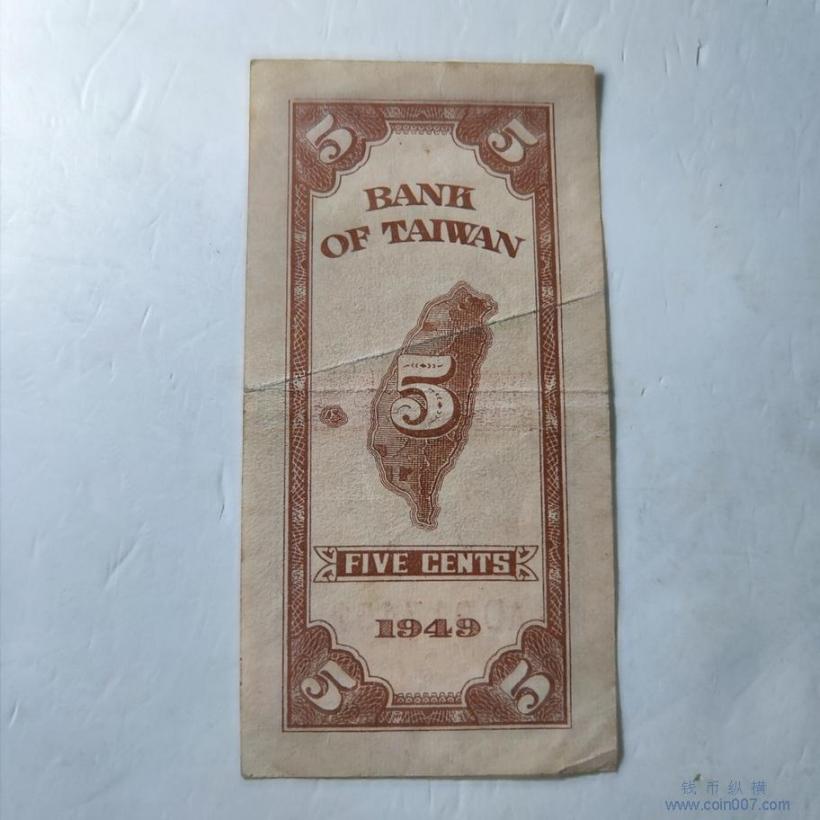 5 5
BANK
OF TAIWAN
5
FIVE CENTS
1949
5 5
钱币纵横
www.coin007.com